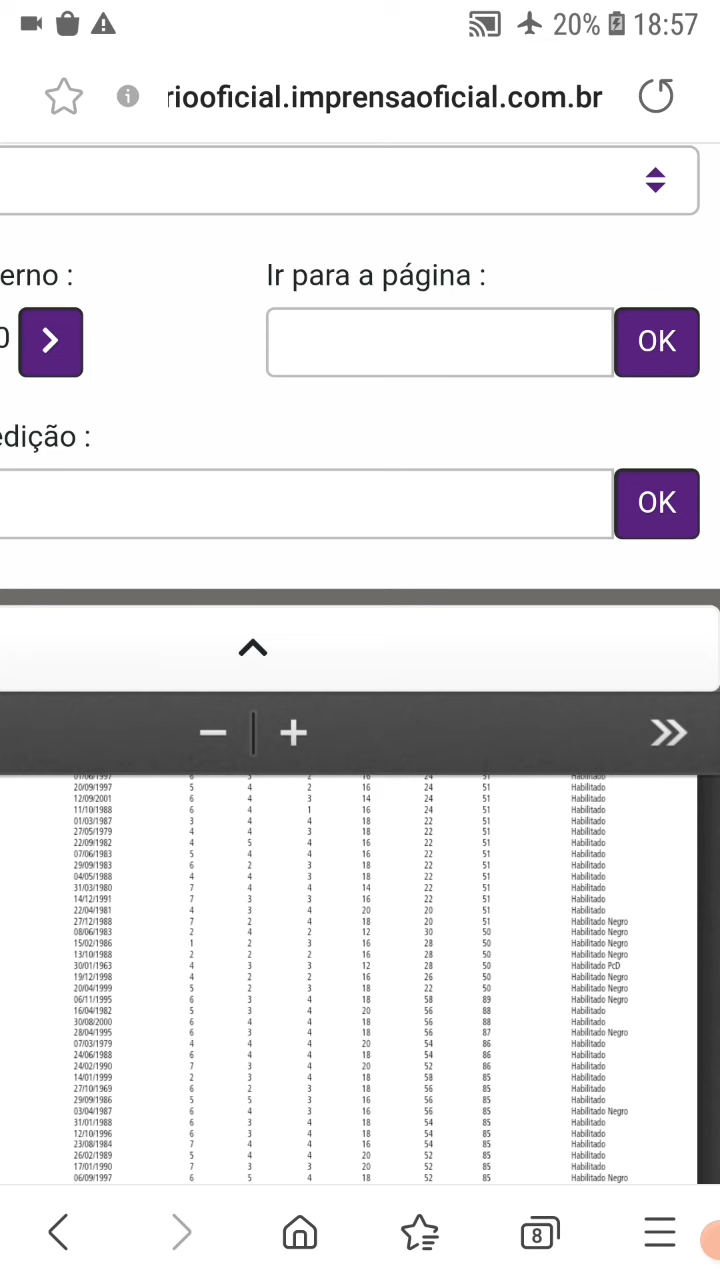 20% 18:57
riooficial.imprensaoficial.com.br
erno :
Ir para a página :
0
OK
edição :
OK
01/06/1997 6 3 2 16 24 51 Habilitado
20/09/1997 5 4 2 16 24 51 Habilitado
12/09/2001 6 4 3 14 24 51 Habilitado
11/10/1988 6 4 1 16 24 51 Habilitado
01/03/1987 3 4 4 18 22 51 Habilitado
27/05/1979 4 4 3 18 22 51 Habilitado
22/09/1982 4 5 4 16 22 51 Habilitado
07/06/1983 5 4 4 16 22 51 Habilitado
29/09/1983 6 2 3 18 22 51 Habilitado
04/05/1988 4 4 3 18 22 51 Habilitado
31/03/1980 7 4 4 14 22 51 Habilitado
14/12/1991 7 3 3 16 22 51 Habilitado
22/04/1981 4 3 4 20 20 51 Habilitado
27/12/1988 7 2 4 18 20 51 Habilitado Negro
08/06/1983 2 4 2 12 30 50 Habilitado Negro
15/02/1986 1 2 3 16 28 50 Habilitado Negro
13/10/1988 2 2 2 16 28 50 Habilitado Negro
30/01/1963 4 3 3 12 28 50 Habilitado PcD
19/12/1998 4 2 2 16 26 50 Habilitado Negro
20/04/1999 5 2 3 18 22 50 Habilitado Negro
06/11/1995 6 3 4 18 58 89 Habilitado Negro
16/04/1982 5 3 4 20 56 88 Habilitado
30/08/2000 6 4 4 18 56 88 Habilitado
28/04/1995 6 3 4 18 56 87 Habilitado Negro
07/03/1979 4 4 4 20 54 86 Habilitado
24/06/1988 6 4 4 18 54 86 Habilitado
24/02/1990 7 3 4 20 52 86 Habilitado
14/01/1999 2 3 4 18 58 85 Habilitado
27/10/1969 6 2 3 18 56 85 Habilitado
29/09/1986 5 5 3 16 56 85 Habilitado
03/04/1987 6 4 3 16 56 85 Habilitado Negro
31/01/1988 6 3 4 18 54 85 Habilitado
12/10/1996 6 3 4 18 54 85 Habilitado
23/08/1984 7 4 4 16 54 85 Habilitado
26/02/1989 5 4 4 20 52 85 Habilitado
17/01/1990 7 3 3 20 52 85 Habilitado
06/09/1997 6 5 4 18 52 85 Habilitado Negro
8